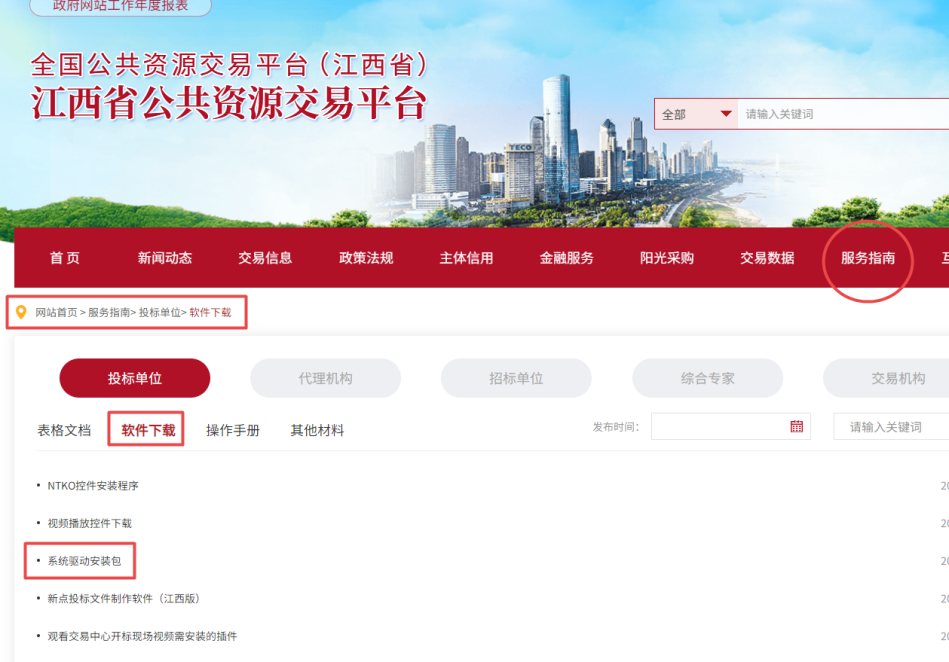 政府网站工作年度报表
全国公共资源交易平台（江西省）
江西省公共资源交易平台
全部 请输入关键词
TECO
首 页 新闻动态 交易信息 政策法规 主体信用 金融服务 阳光采购 交易数据 服务指南
网站首页 > 服务指南> 投标单位> 软件下载
投标单位 代理机构 招标单位 综合专家 交易机构
表格文档 软件下载 操作手册 其他材料 发布时间： 请输入关键词
• NTKO控件安装程序 20
• 视频播放控件下载 20
• 系统驱动安装包 20
• 新点投标文件制作软件（江西版） 20
• 观看交易中心开标现场视频需安装的插件 20